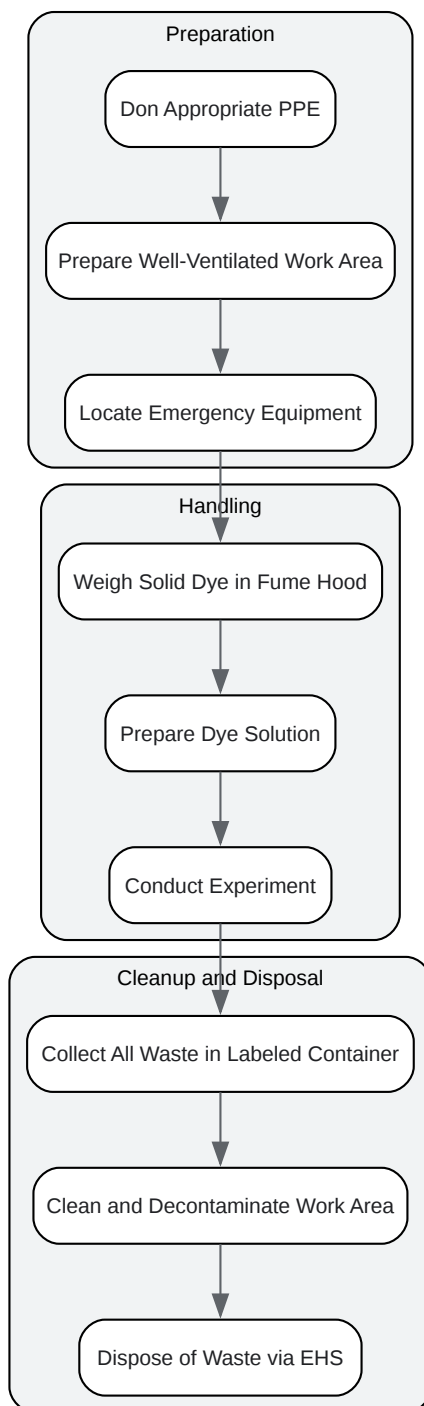 Preparation
Don Appropriate PPE
Prepare Well-Ventilated Work Area
Locate Emergency Equipment
Handling
Weigh Solid Dye in Fume Hood
Prepare Dye Solution
Conduct Experiment
Cleanup and Disposal
Collect All Waste in Labeled Container
Clean and Decontaminate Work Area
Dispose of Waste via EHS